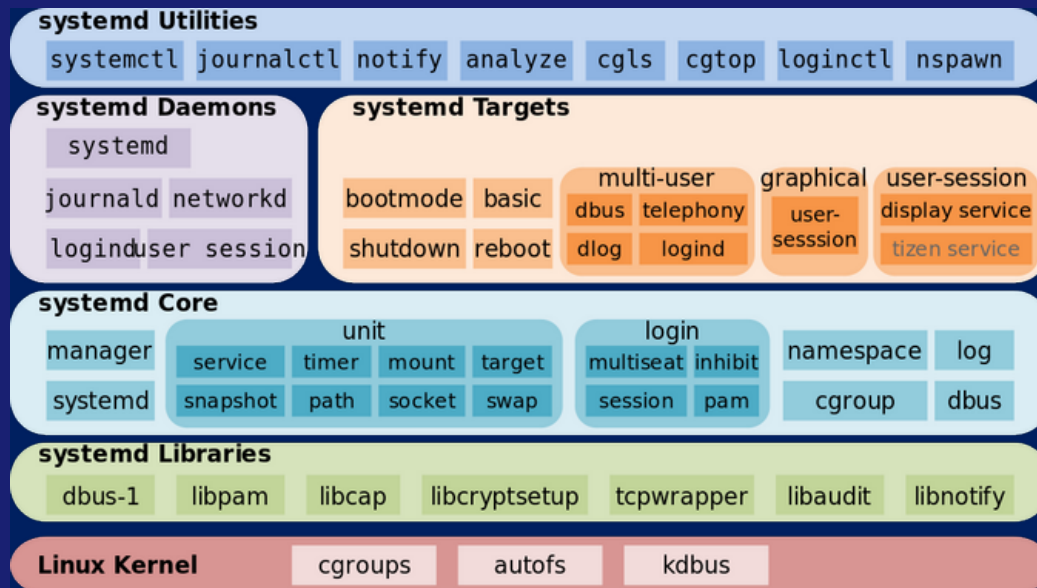 systemd Utilities
systemctl journalctl notify analyze cgls cgtop loginctl nspawn
systemd Daemons
systemd
journald networkd
logind user session
systemd Targets
bootmode basic
shutdown reboot
multi-user
dbus telephony
dlog logind
graphical
user-
sesssion
user-session
display service
tizen service
systemd Core
manager
systemd
unit
service timer mount target
snapshot path socket swap
login
multiseat inhibit
session pam
namespace log
cgroup dbus
systemd Libraries
dbus-1 libpam libcap libcryptsetup tcpwrapper libaudit libnotify
Linux Kernel cgroups autofs kdbus